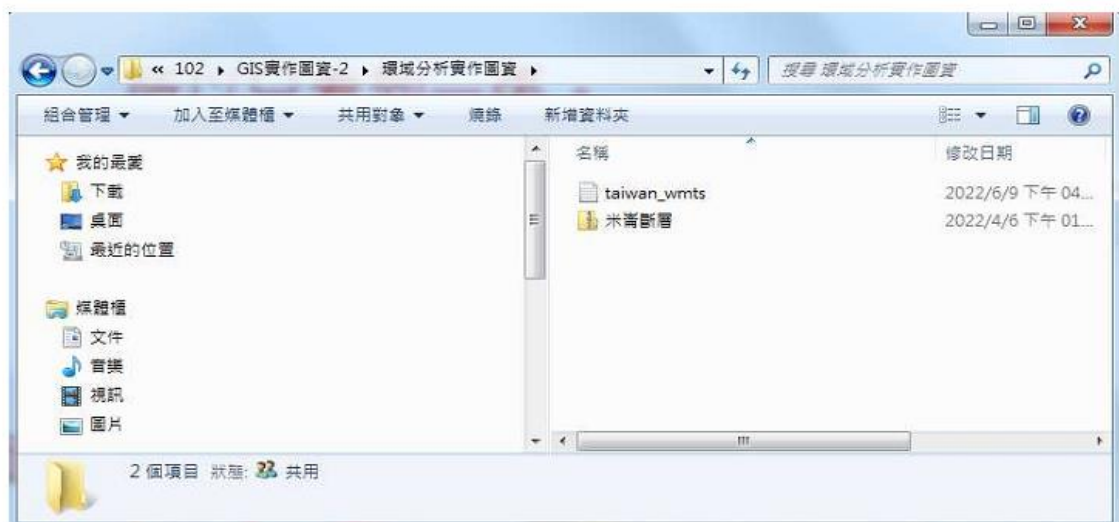 « 102 ▸ GIS實作圖資-2 ▸ 環域分析實作圖資 ▸
搜尋 環域分析實作圖資
組合管理 ▼ 加入至媒體櫃 ▼ 共用對象 ▼ 燒錄 新增資料夾
我的最愛
下載
桌面
最近的位置
媒體櫃
文件
音樂
視訊
圖片
名稱 修改日期
taiwan_wmts 2022/6/9 下午 04...
米崙斷層 2022/4/6 下午 01...
2 個項目 狀態: 共用